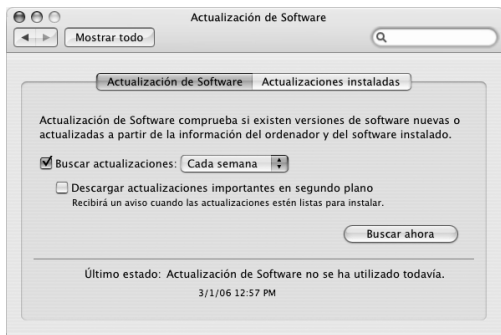 Actualización de Software
Mostrar todo
Actualización de Software
Actualizaciones instaladas
Actualización de Software comprueba si existen versiones de software nuevas o
actualizadas a partir de la información del ordenador y del software instalado.
Buscar actualizaciones: Cada semana
Descargar actualizaciones importantes en segundo plano
Recibirá un aviso cuando las actualizaciones estén listas para instalar.
Buscar ahora
Último estado: Actualización de Software no se ha utilizado todavía.
3/1/06 12:57 PM